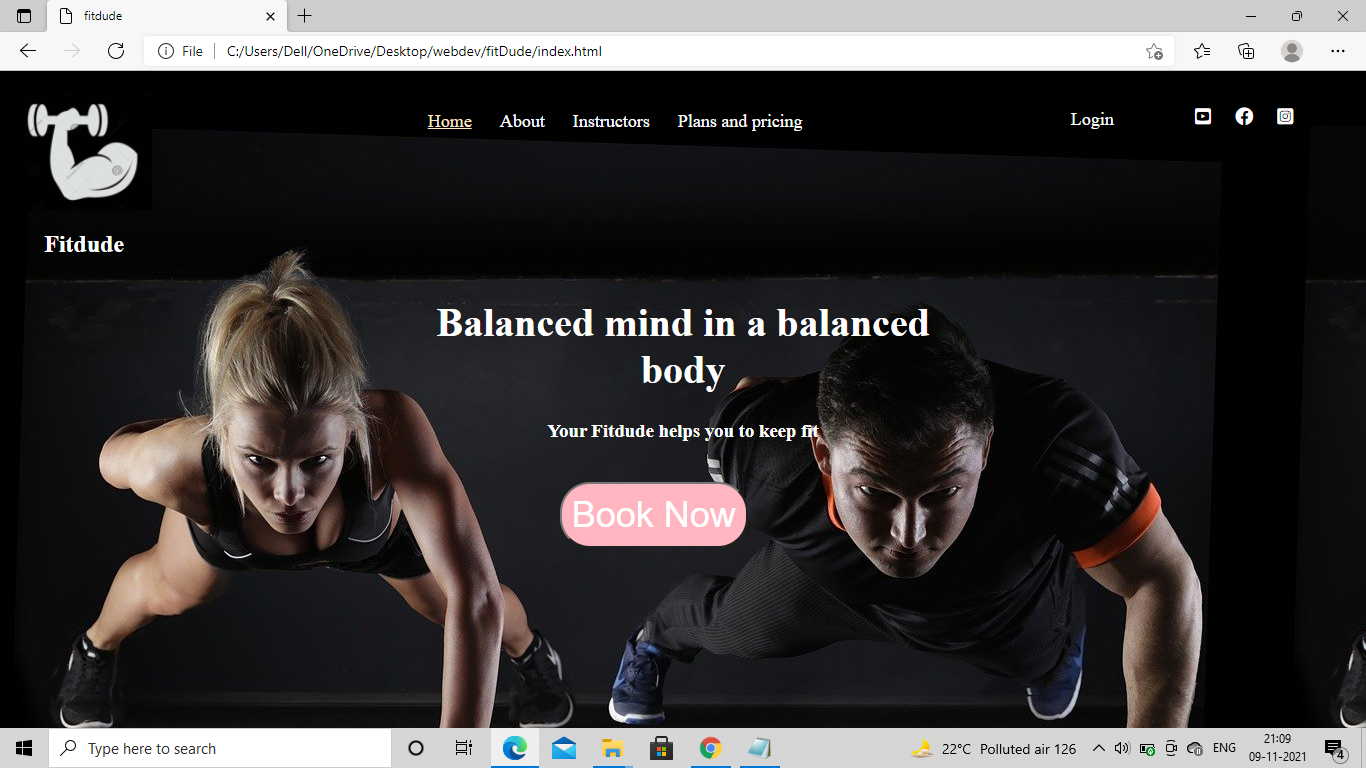 fitdude
File
C:/Users/Dell/OneDrive/Desktop/webdev/fitDude/index.html
Home
About
Instructors
Plans and pricing
Login
Fitdude
Balanced mind in a balanced
body
Your Fitdude helps you to keep fit
Book Now
Type here to search
22°C Polluted air 126
ENG
21:09
09-11-2021
4